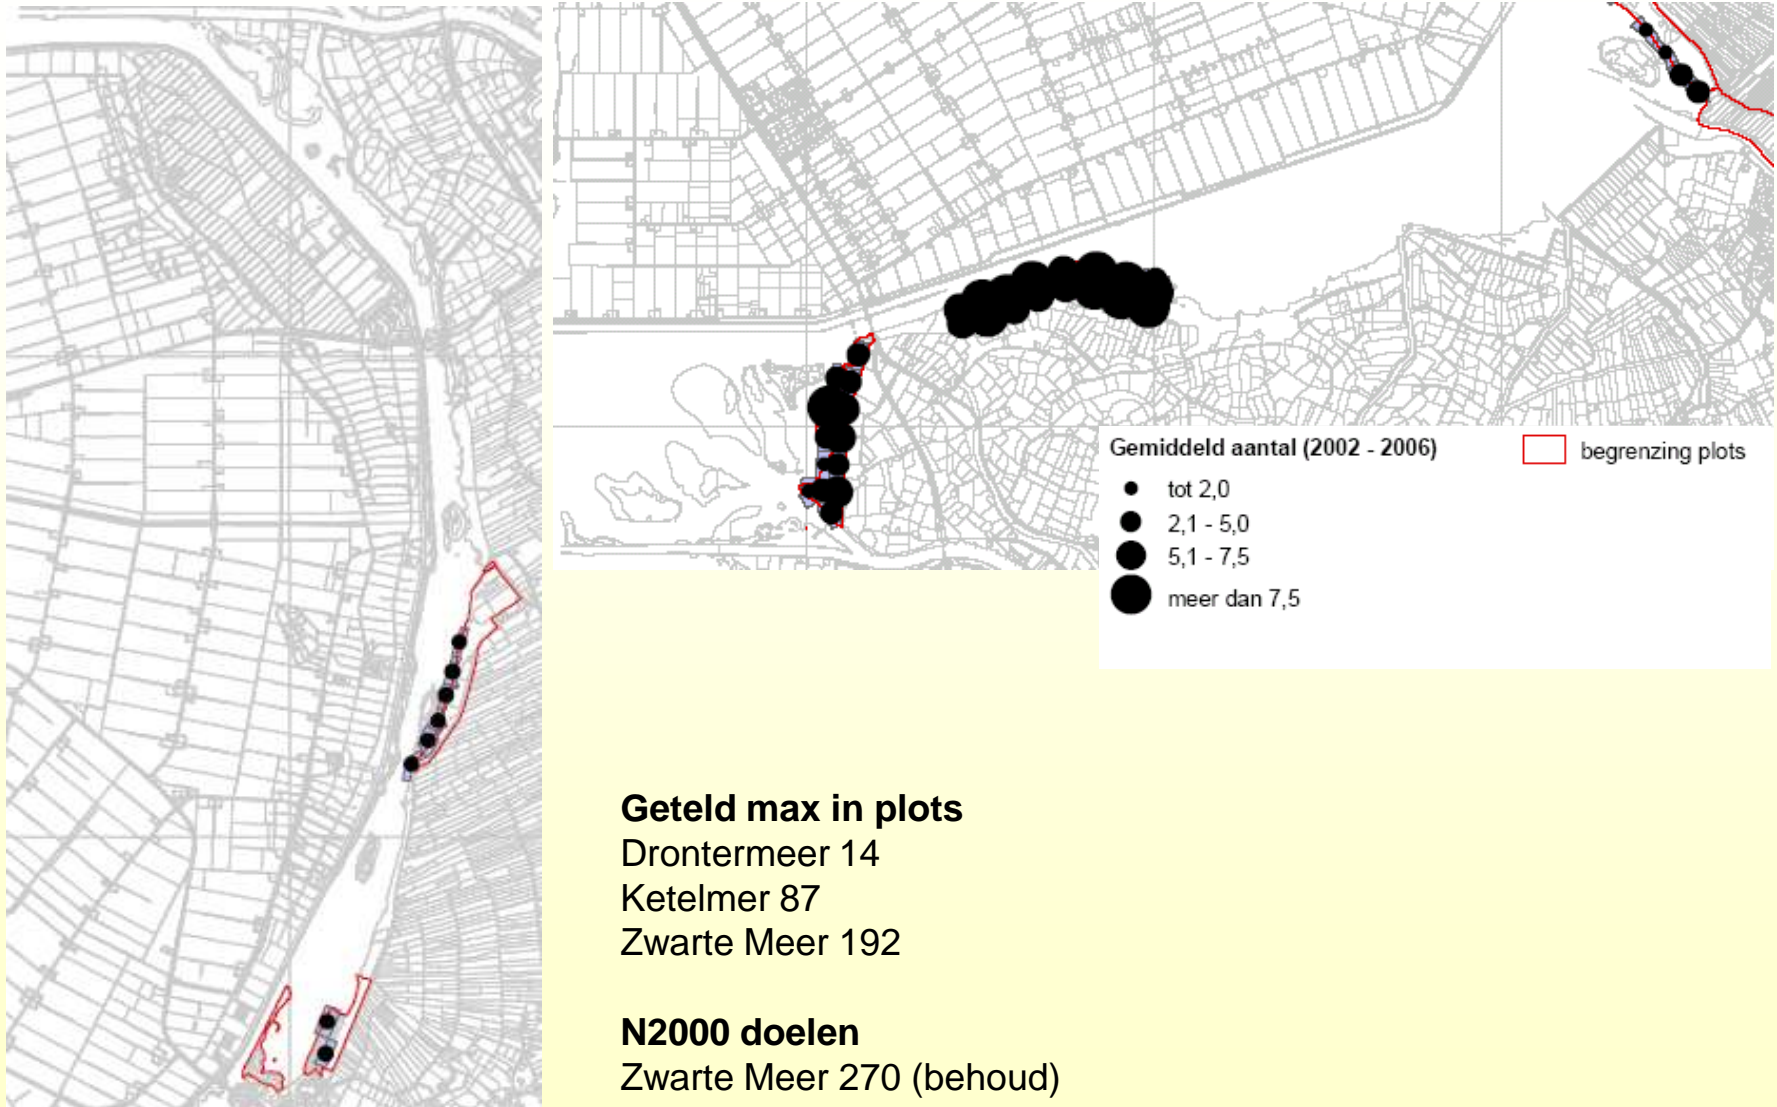 Gemiddeld aantal (2002 - 2006)
begrenzing plots
tot 2,0
2,1 - 5,0
5,1 - 7,5
meer dan 7,5
Geteld max in plots
Drontermeer 14
Ketelmer 87
Zwarte Meer 192
N2000 doelen
Zwarte Meer 270 (behoud)